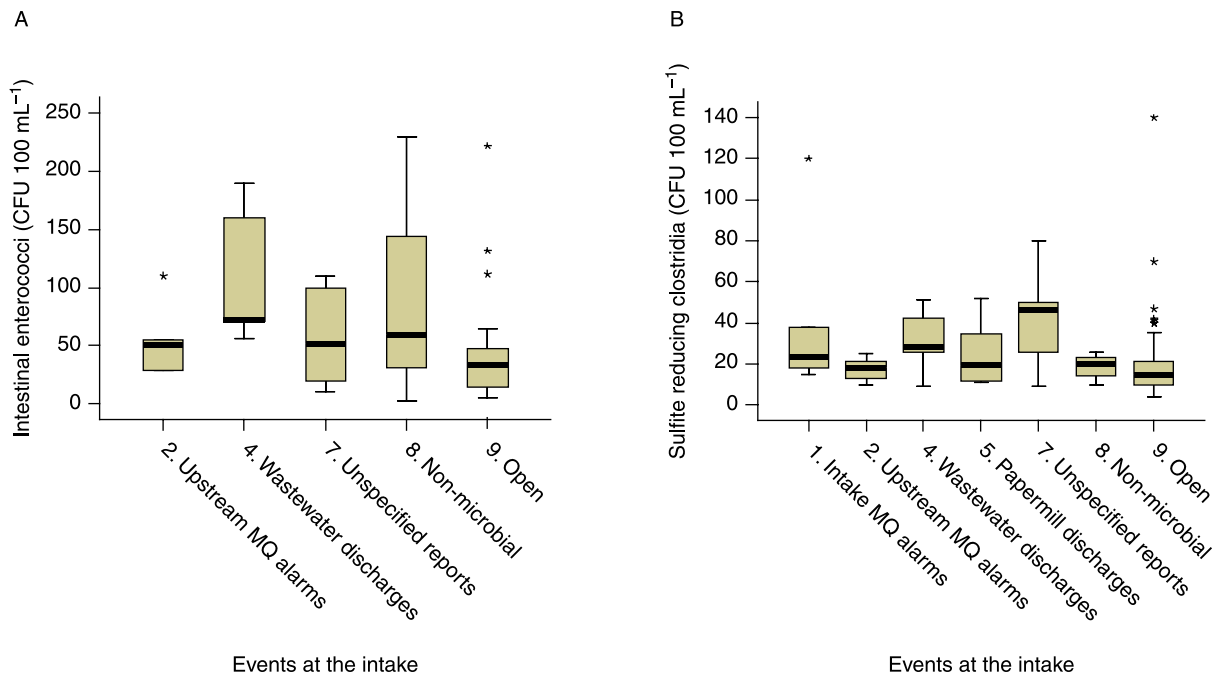 A
Intestinal enterococci (CFU 100 mL−1)
250
200
150
100
50
0
2. Upstream MQ alarms
4. Wastewater discharges
7. Unspecified reports
8. Non-microbial
9. Open
Events at the intake
B
Sulfite reducing clostridia (CFU 100 mL−1)
140
120
100
80
60
40
20
0
1. Intake MQ alarms
2. Upstream MQ alarms
4. Wastewater discharges
5. Papermill discharges
7. Unspecified reports
8. Non-microbial
9. Open
Events at the intake